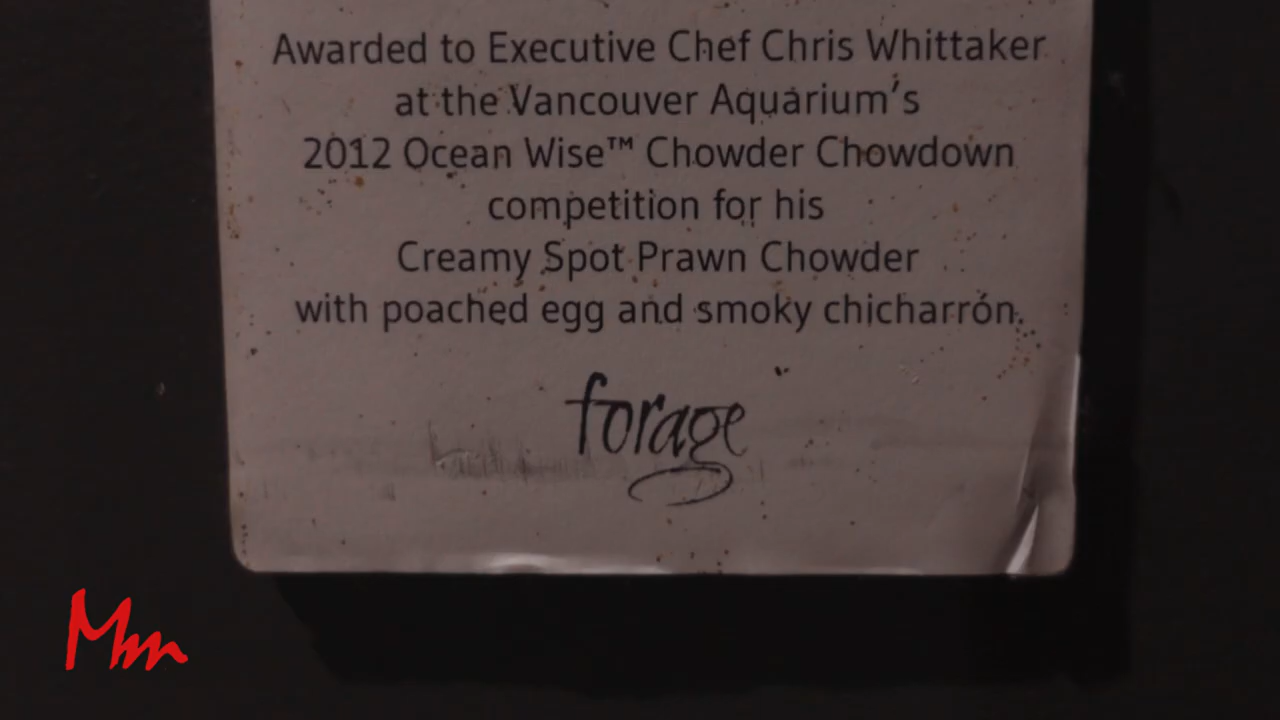 Awarded to Executive Chef Chris Whittaker
at the Vancouver Aquarium's
2012 Ocean Wise™ Chowder Chowdown
competition for his
Creamy Spot Prawn Chowder
with poached egg and smoky chicharrón.
forage
Mm